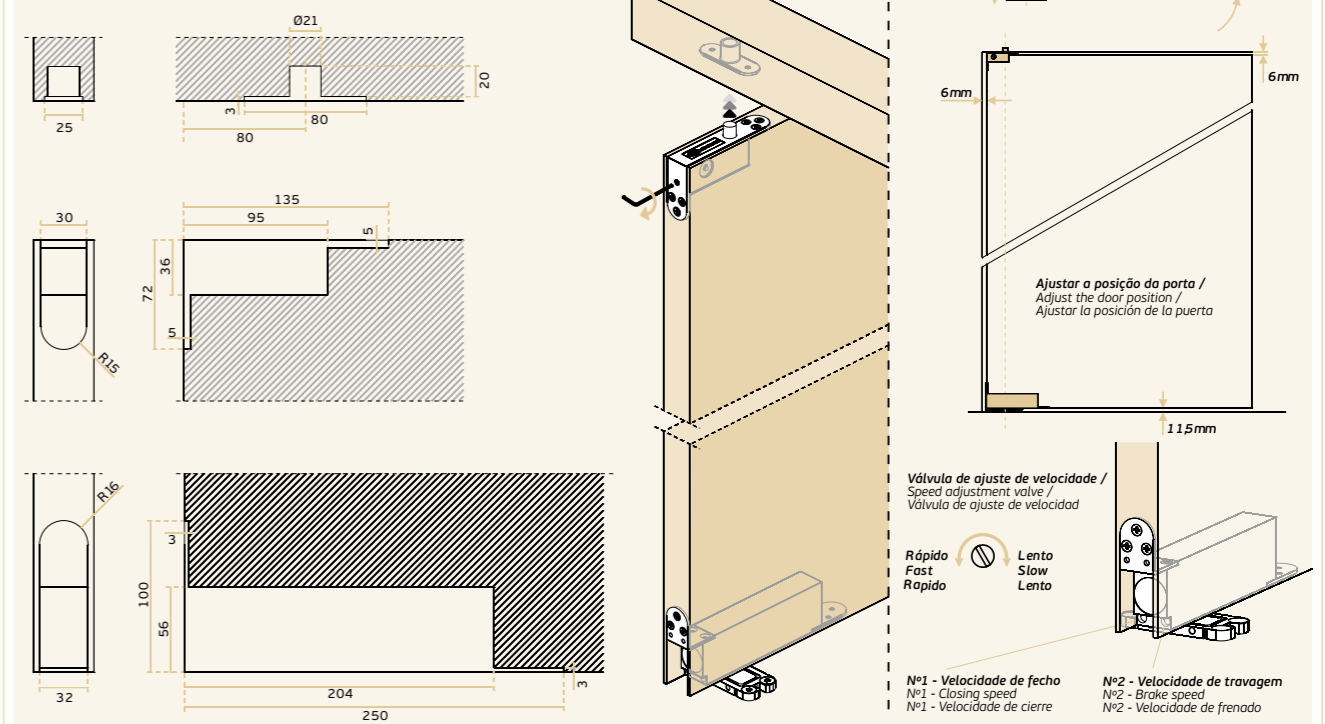 Ø21
20
3
25
80
80
6mm
6mm
135
95
30
5
36
72
5
R15
Ajustar a posição da porta /
Adjust the door position /
Ajustar la posición de la puerta
11,5mm
R16
3
100
56
32
204
3
250
Válvula de ajuste de velocidade /
Speed adjustment valve /
Válvula de ajuste de velocidad
Rápido
Fast
Rapido
Lento
Slow
Lento
Nº1 - Velocidade de fecho
Nº1 - Closing speed
Nº1 - Velocidade de cierre
Nº2 - Velocidade de travagem
Nº2 - Brake speed
Nº2 - Velocidade de frenado